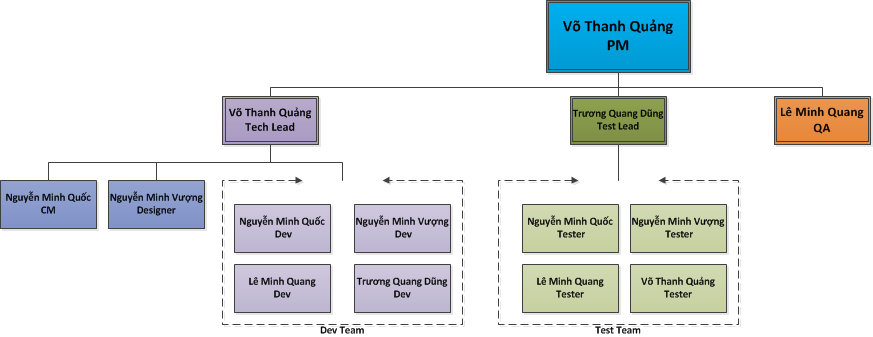 Võ Thanh Quảng
PM
Võ Thanh Quảng
Tech Lead
Trương Quang Dũng
Test Lead
Lê Minh Quang
QA
Nguyễn Minh Quốc
CM
Nguyễn Minh Vượng
Designer
Nguyễn Minh Quốc
Dev
Nguyễn Minh Vượng
Dev
Lê Minh Quang
Dev
Trương Quang Dũng
Dev
Dev Team
Nguyễn Minh Quốc
Tester
Nguyễn Minh Vượng
Tester
Lê Minh Quang
Tester
Võ Thanh Quảng
Tester
Test Team